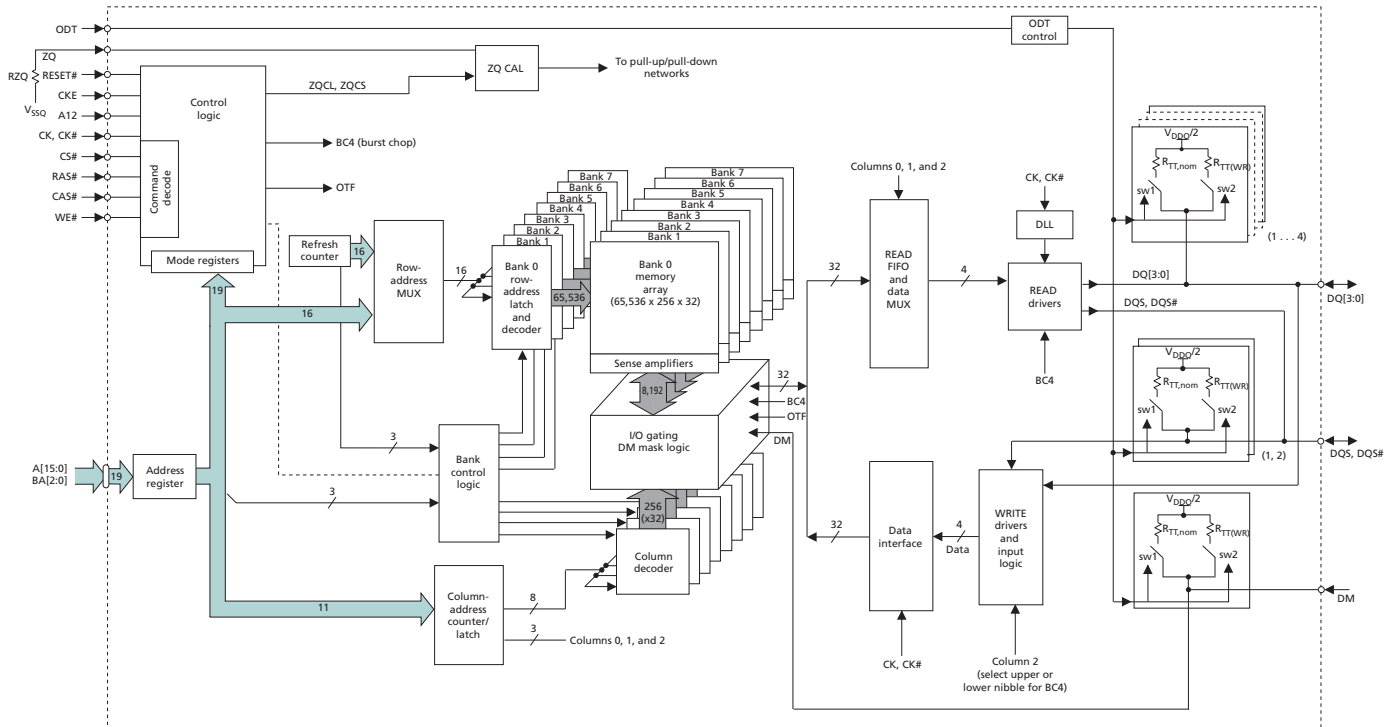 ODT
ODT
control
ZQ
RZQ
RESET#
ZQ CAL
To pull-up/pull-down
networks
CKE
VSSQ
A12
Control
logic
ZQCL, ZQCS
CK, CK#
BC4 (burst chop)
CS#
RAS#
CAS#
WE#
Command
decode
OTF
Mode registers
Refresh
counter
16
19
16
Row-
address
MUX
16
Bank 7
Bank 6
Bank 5
Bank 4
Bank 3
Bank 2
Bank 1
Bank 0
row-
address
latch
and
decoder
65,536
Bank 7
Bank 6
Bank 5
Bank 4
Bank 3
Bank 2
Bank 1
Bank 0
memory
array
(65,536 x 256 x 32)
Sense amplifiers
8,192
I/O gating
DM mask logic
32
BC4
OTF
DM
Columns 0, 1, and 2
32
READ
FIFO
and
data
MUX
4
CK, CK#
DLL
READ
drivers
BC4
VDDQ/2
RTT,nom
RTT(WR)
sw1
sw2
(1 . . . 4)
DQ[3:0]
DQ[3:0]
DQS, DQS#
VDDQ/2
RTT,nom
RTT(WR)
sw1
sw2
(1, 2)
DQS, DQS#
A[15:0]
BA[2:0]
19
Address
register
3
3
Bank
control
logic
256
(x32)
Column
decoder
11
Column-
address
counter/
latch
8
3
Columns 0, 1, and 2
32
Data
interface
4
Data
WRITE
drivers
and
input
logic
CK, CK#
Column 2
(select upper or
lower nibble for BC4)
VDDQ/2
RTT,nom
RTT(WR)
sw1
sw2
DM